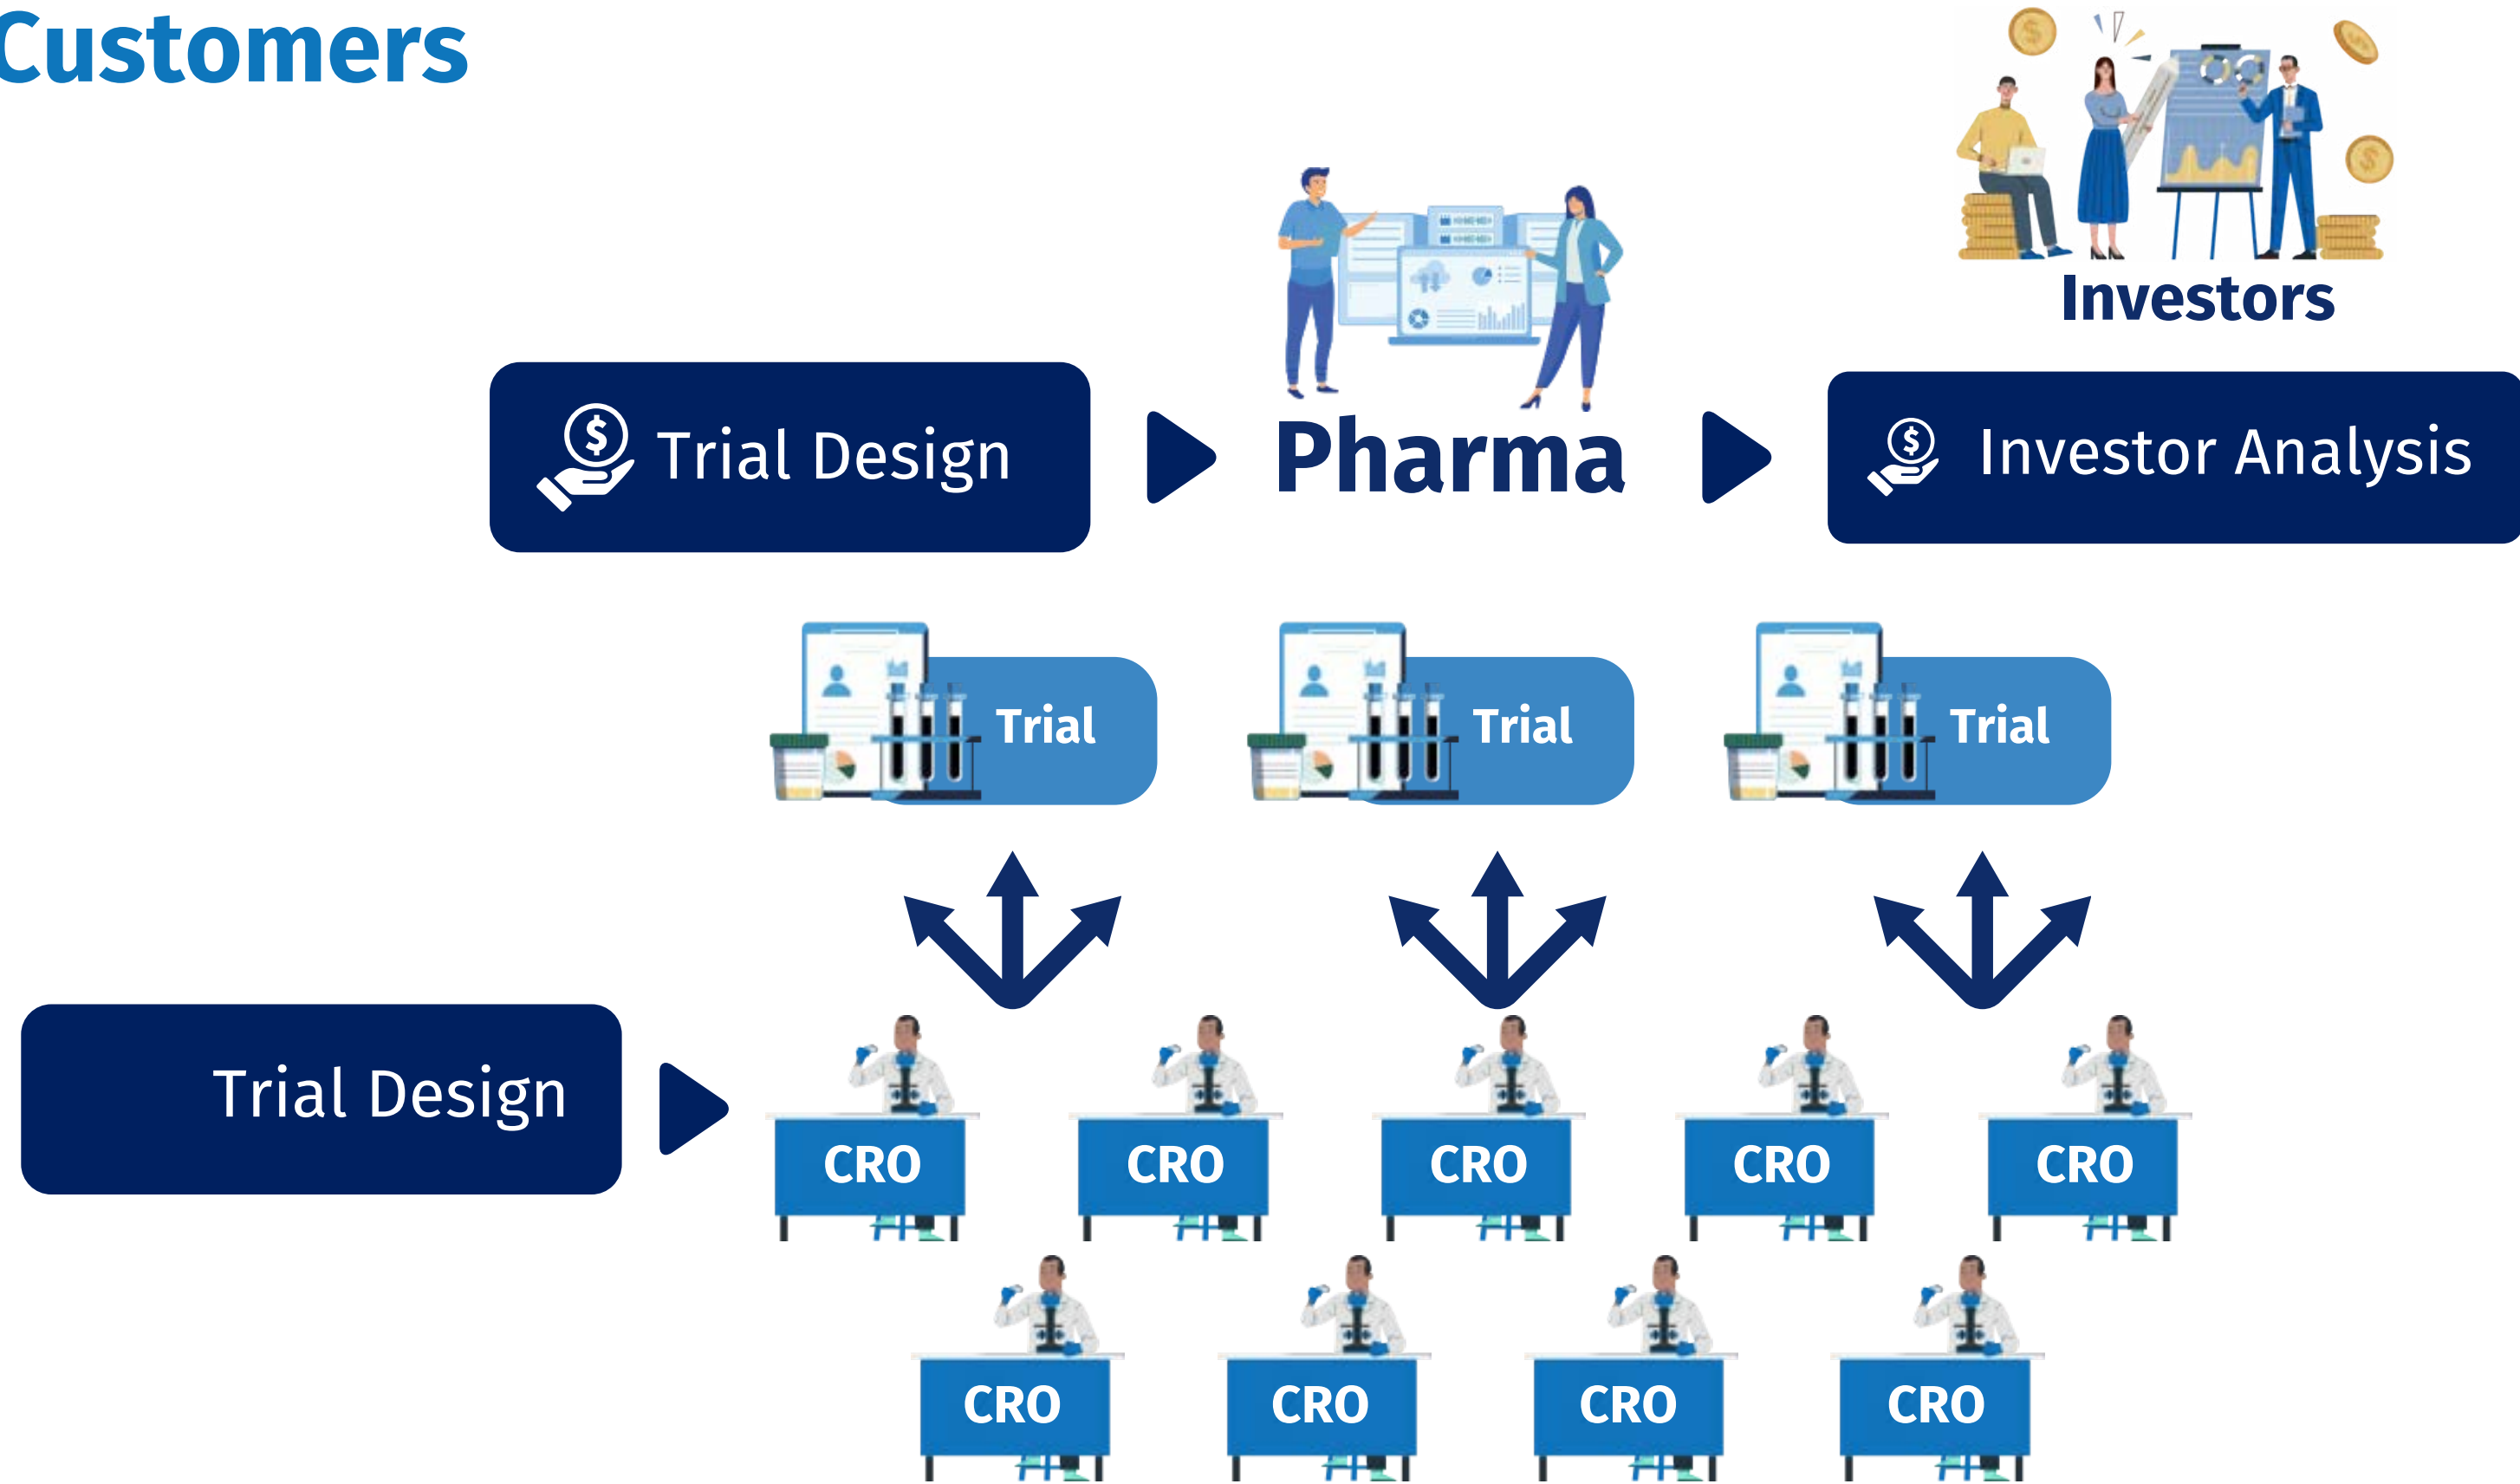 Customers
Investors
$ Trial Design
Pharma
$ Investor Analysis
Trial
Trial
Trial
Trial Design
CRO
CRO
CRO
CRO
CRO
CRO
CRO
CRO
CRO